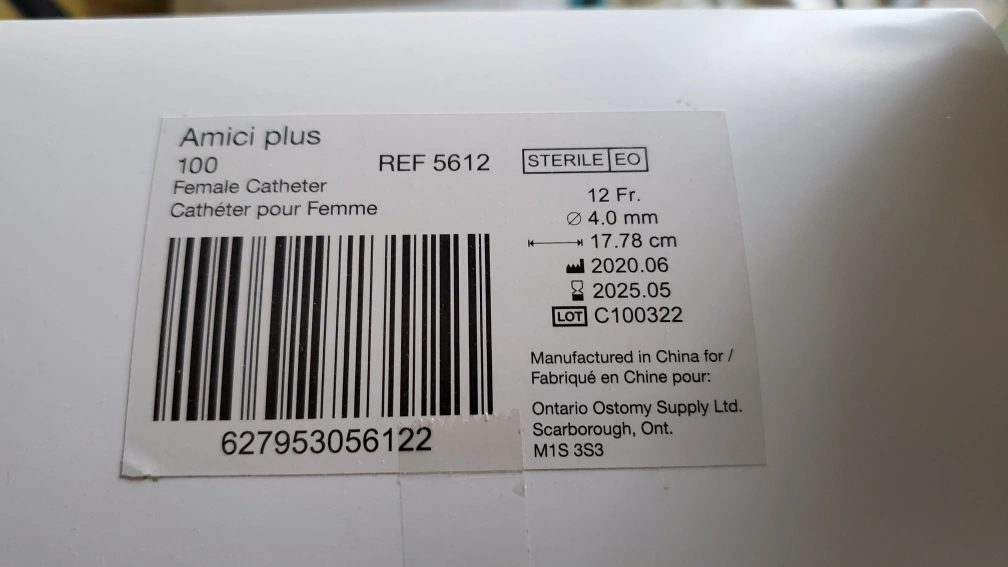 Amici plus
100
REF 5612
Female Catheter
Cathéter pour Femme
627953056122
STERILE EO
12 Fr.
⌀ 4.0 mm
17.78 cm
2020.06
2025.05
LOT C100322
Manufactured in China for /
Fabriqué en Chine pour:
Ontario Ostomy Supply Ltd.
Scarborough, Ont.
M1S 3S3